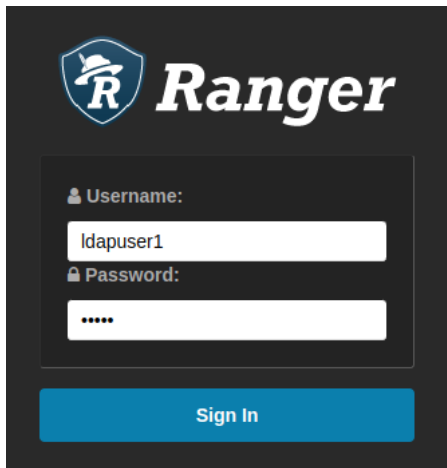 R Ranger
Username:
ldapuser1
Password:
•••••
Sign In